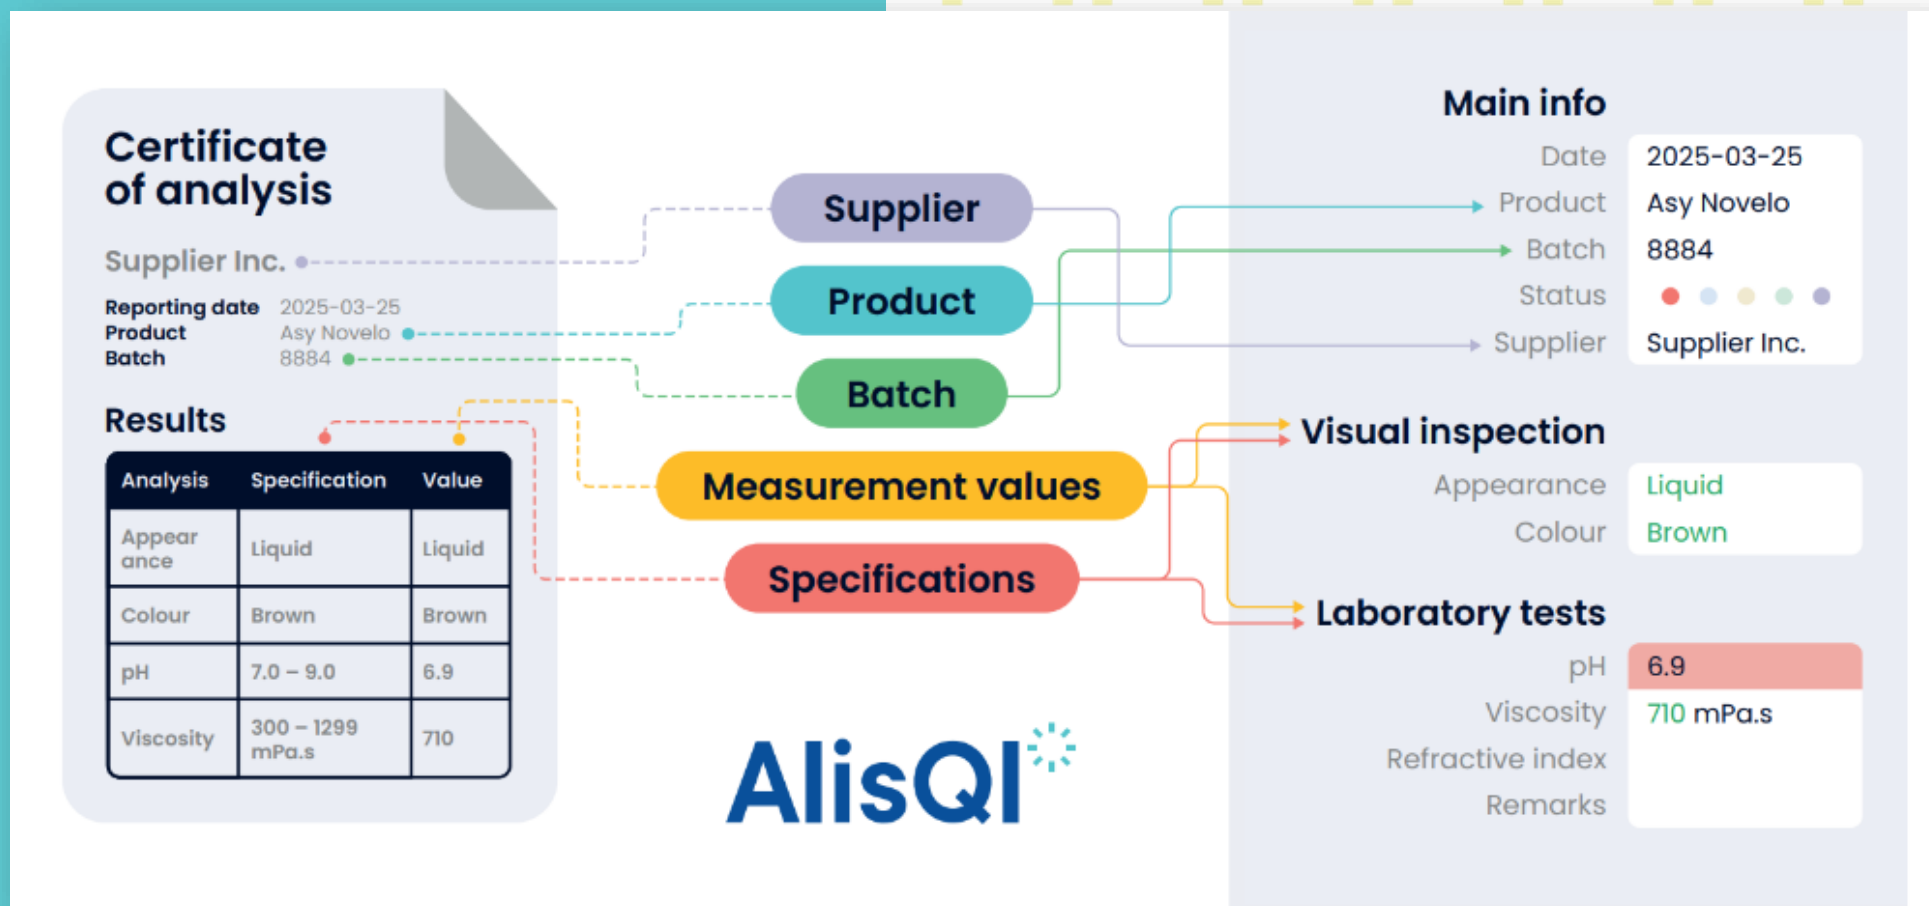 Certificate
of analysis
Supplier Inc.
Reporting date 2025-03-25
Product Asy Novelo
Batch 8884
Results
Analysis Specification Value
Appear
ance Liquid Liquid
Colour Brown Brown
pH 7.0 – 9.0 6.9
Viscosity 300 – 1299
mPa.s 710
Supplier
Product
Batch
Measurement values
Specifications
AlisQI
Main info
Date 2025-03-25
Product Asy Novelo
Batch 8884
Status
Supplier Supplier Inc.
Visual inspection
Appearance Liquid
Colour Brown
Laboratory tests
pH 6.9
Viscosity 710 mPa.s
Refractive index
Remarks